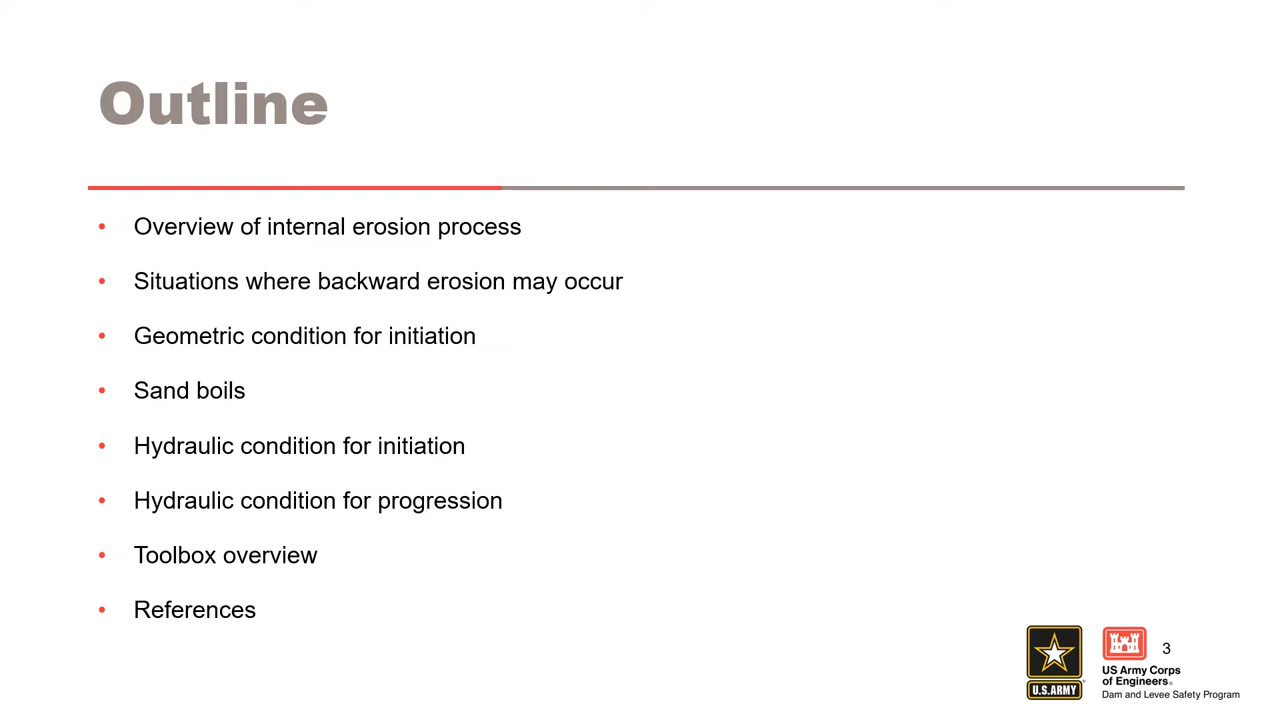 Outline
• Overview of internal erosion process
• Situations where backward erosion may occur
• Geometric condition for initiation
• Sand boils
• Hydraulic condition for initiation
• Hydraulic condition for progression
• Toolbox overview
• References
U.S.ARMY
US Army Corps
of Engineers®
Dam and Levee Safety Program
3